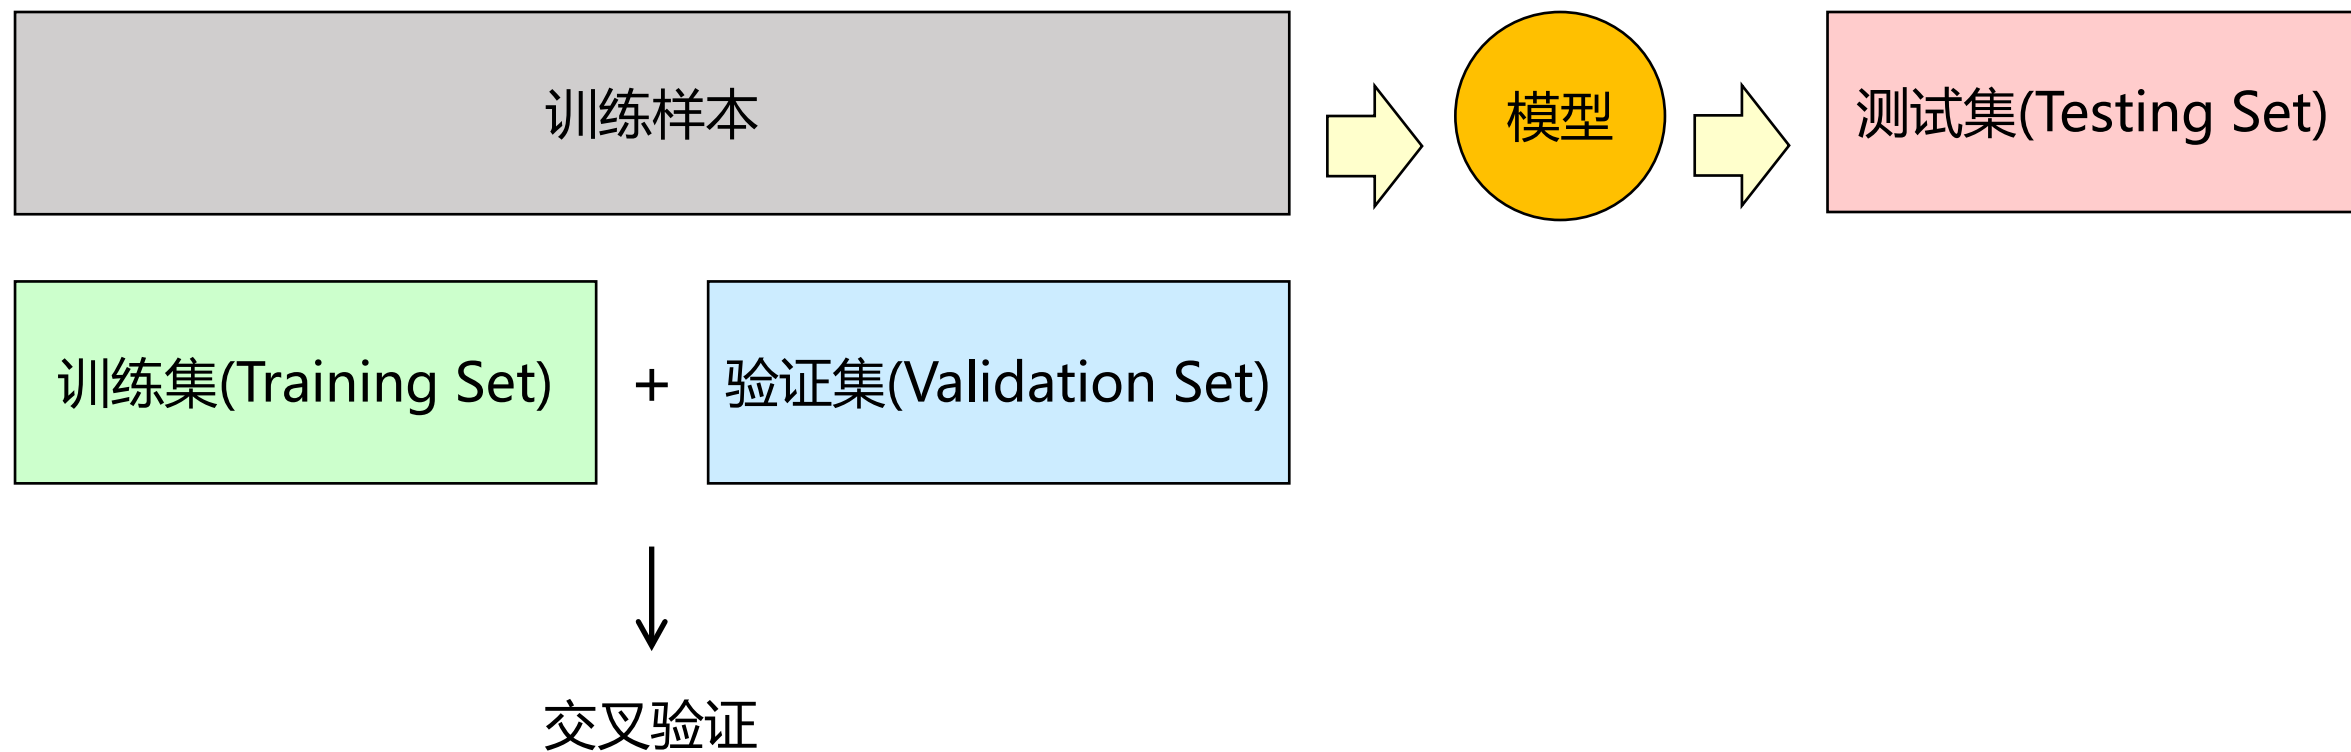 训练样本
模型
测试集(Testing Set)
训练集(Training Set)
+
验证集(Validation Set)
交叉验证